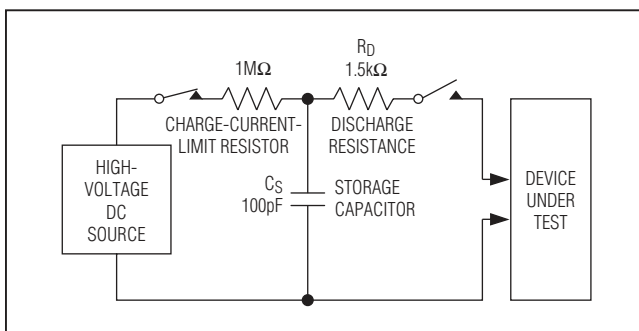 1MΩ
CHARGE-CURRENT-
LIMIT RESISTOR
RD
1.5kΩ
DISCHARGE
RESISTANCE
HIGH-
VOLTAGE
DC
SOURCE
CS
100pF
STORAGE
CAPACITOR
DEVICE
UNDER
TEST